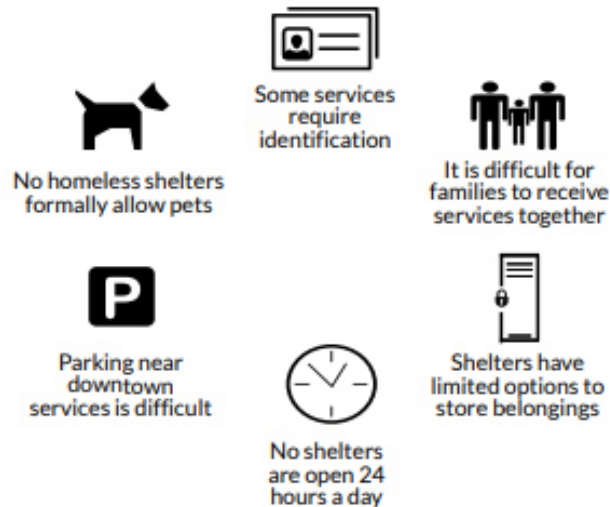 Some services
require
identification
No homeless shelters
formally allow pets
It is difficult for
families to receive
services together
P
Parking near
downtown
services is difficult
Shelters have
limited options to
store belongings
No shelters
are open 24
hours a day